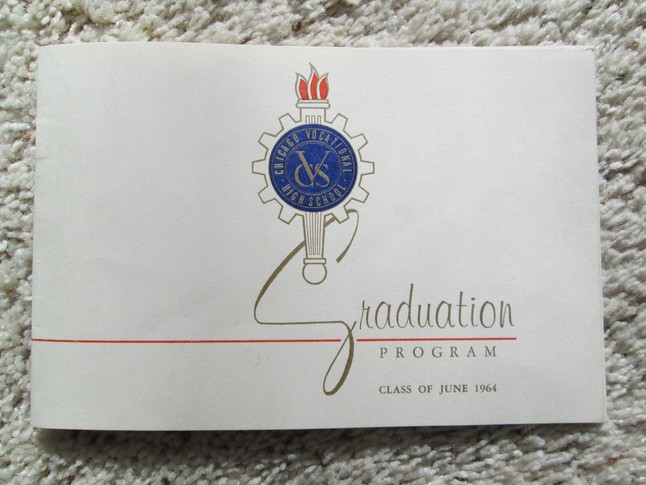 CHICAGO VOCATIONAL
CVS
HIGH SCHOOL
Graduation
PROGRAM
CLASS OF JUNE 1964